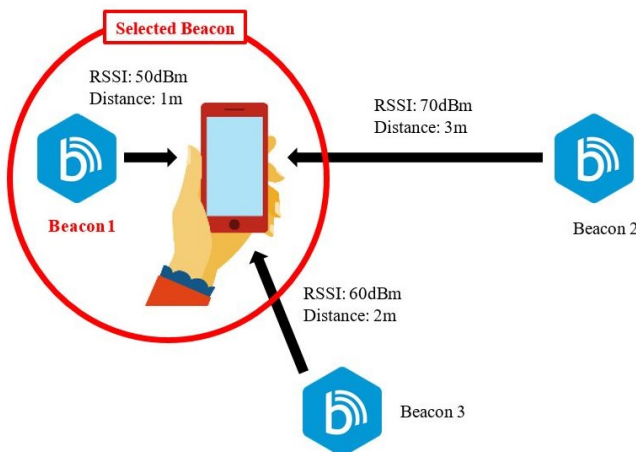 Selected Beacon
RSSI: 50dBm
Distance: 1m
Beacon 1
RSSI: 70dBm
Distance: 3m
Beacon 2
RSSI: 60dBm
Distance: 2m
Beacon 3